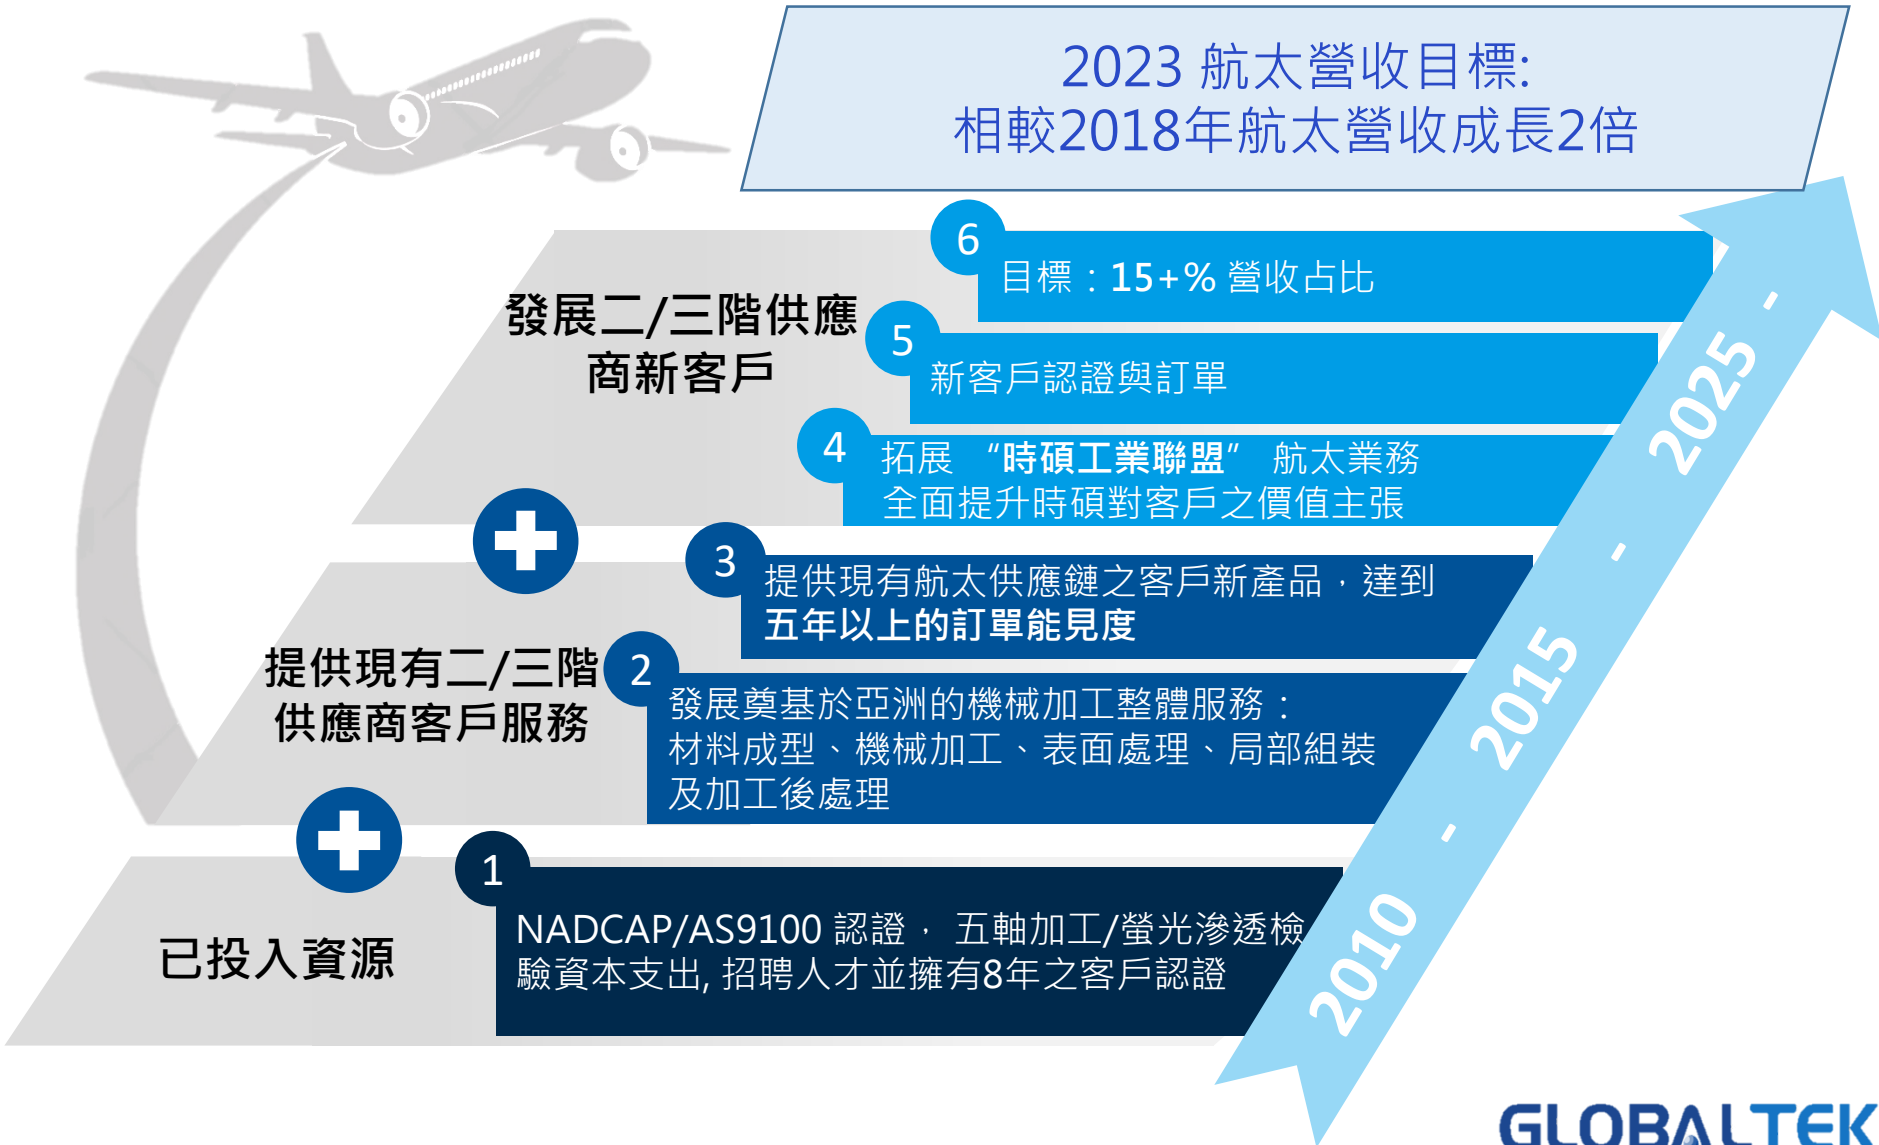 2023 航太營收目標:
相較2018年航太營收成長2倍
6
目標：15+% 營收占比
發展二/三階供應
商新客戶
5
新客戶認證與訂單
4
拓展 “時碩工業聯盟” 航太業務
全面提升時碩對客戶之價值主張
3
提供現有航太供應鏈之客戶新產品，達到
五年以上的訂單能見度
提供現有二/三階
供應商客戶服務
2
發展奠基於亞洲的機械加工整體服務：
材料成型、機械加工、表面處理、局部組裝
及加工後處理
1
已投入資源
NADCAP/AS9100 認證， 五軸加工/螢光滲透檢
驗資本支出, 招聘人才並擁有8年之客戶認證
2010 - 2015 - 2025 -
GLOBALTEK